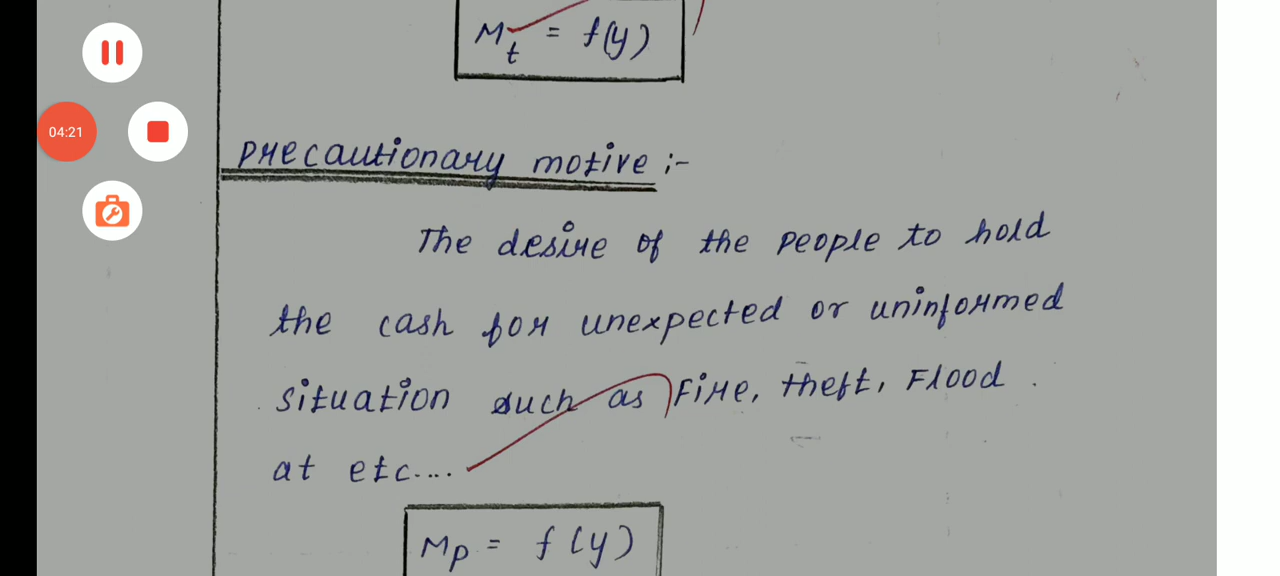 Mt = f(y)
04:21
Precautionary motive :-
The desire of the people to hold
the cash for unexpected or uninformed
situation such as Fire, theft, Flood .
at etc....
Mp = f(y)